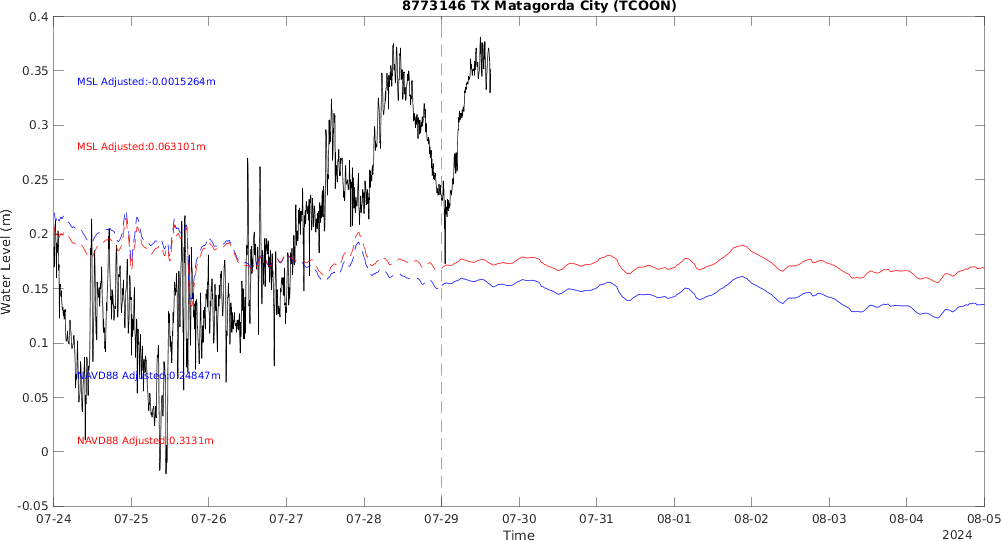 8773146 TX Matagorda City (TCOON)
0.4
0.35
0.3
0.25
0.2
0.15
0.1
0.05
0
-0.05
Water Level (m)
MSL Adjusted:-0.0015264m
MSL Adjusted:0.063101m
NAVD88 Adjusted:0.24847m
NAVD88 Adjusted:0.3131m
07-24 07-25 07-26 07-27 07-28 07-29 07-30 07-31 08-01 08-02 08-03 08-04 08-05
Time
2024